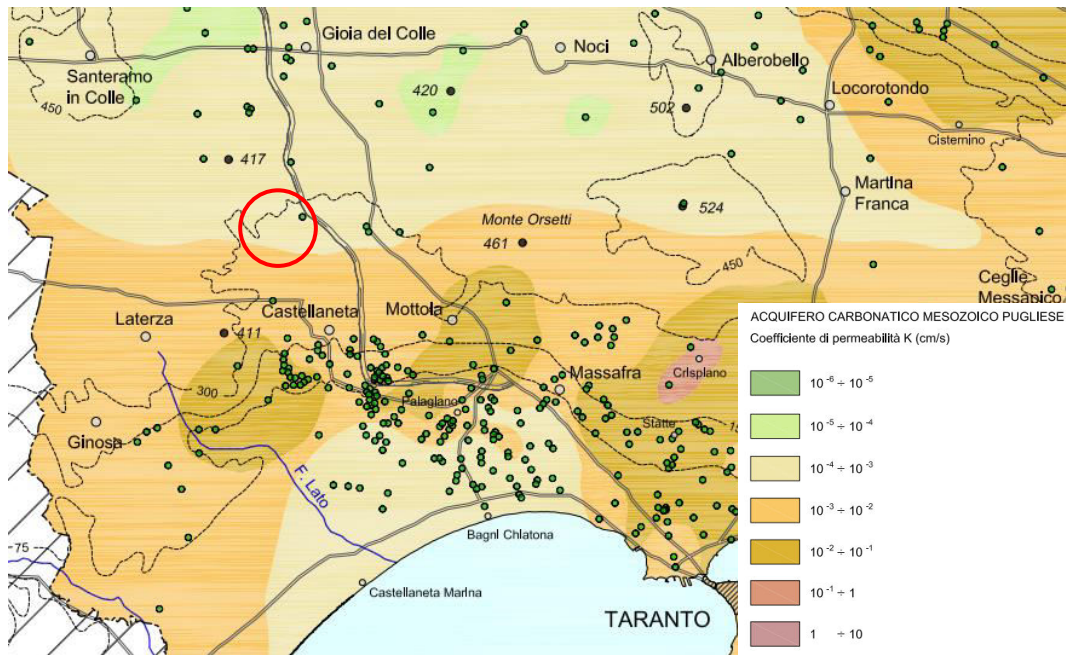 Gioia del Colle
Noci
Alberobello
Santeramo
in Colle
450
420
502
Locorotondo
Cisternino
417
Martina
Franca
524
Monte Orsetti
461
450
Ceglie
Messapico
Laterza
Castellaneta
Mottola
411
Massafra
Crispiano
300
Palagiano
Statte
Ginosa
F. Lato
75
Bagni Chiatona
Castellaneta Marina
TARANTO
ACQUIFERO CARBONATICO MESOZOICO PUGLIESE
Coefficiente di permeabilità K (cm/s)
10⁻⁶ ÷ 10⁻⁵
10⁻⁵ ÷ 10⁻⁴
10⁻⁴ ÷ 10⁻³
10⁻³ ÷ 10⁻²
10⁻² ÷ 10⁻¹
10⁻¹ ÷ 1
1 ÷ 10